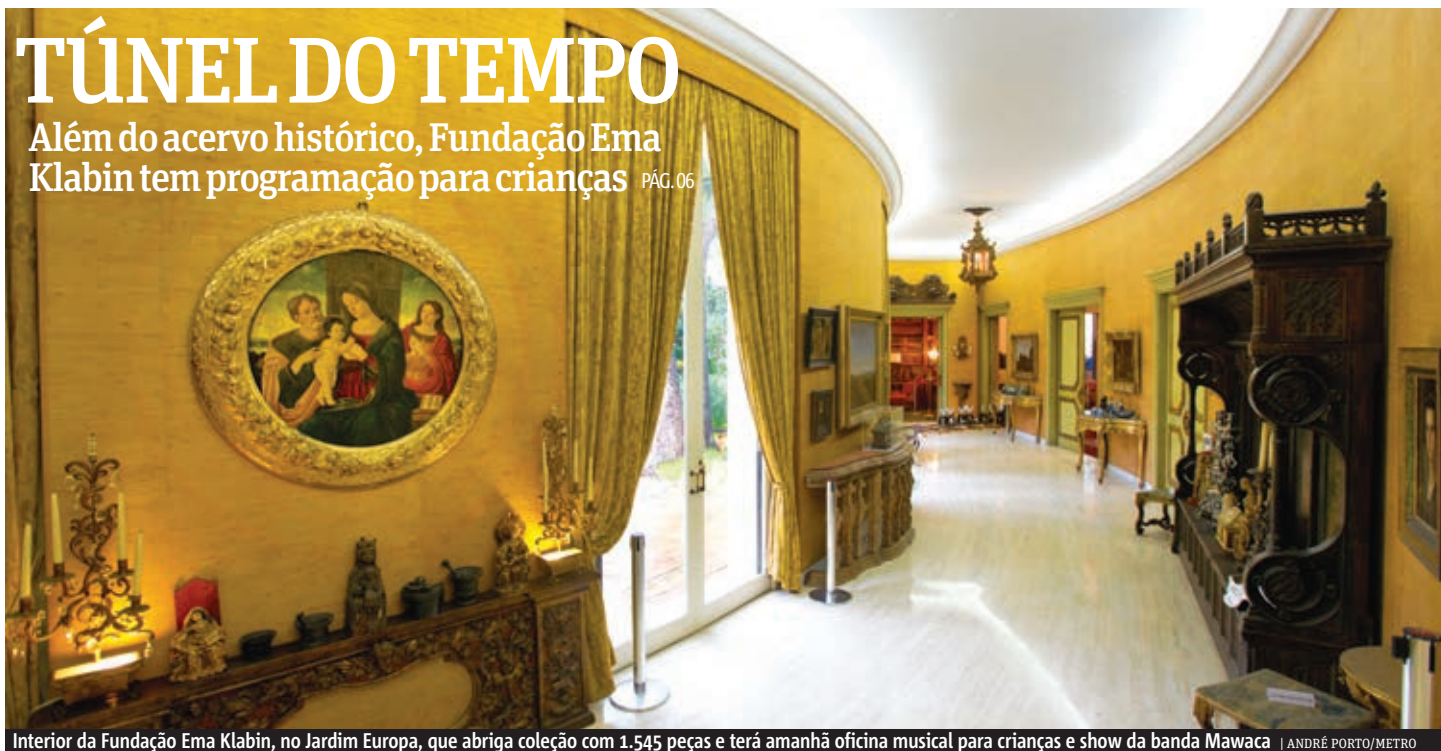 TÚNEL DO TEMPO
Além do acervo histórico, Fundação Ema
Klabin tem programação para crianças PÁG. 06
Interior da Fundação Ema Klabin, no Jardim Europa, que abriga coleção com 1.545 peças e terá amanhã oficina musical para crianças e show da banda Mawaca | ANDRÉ PORTO/METRO